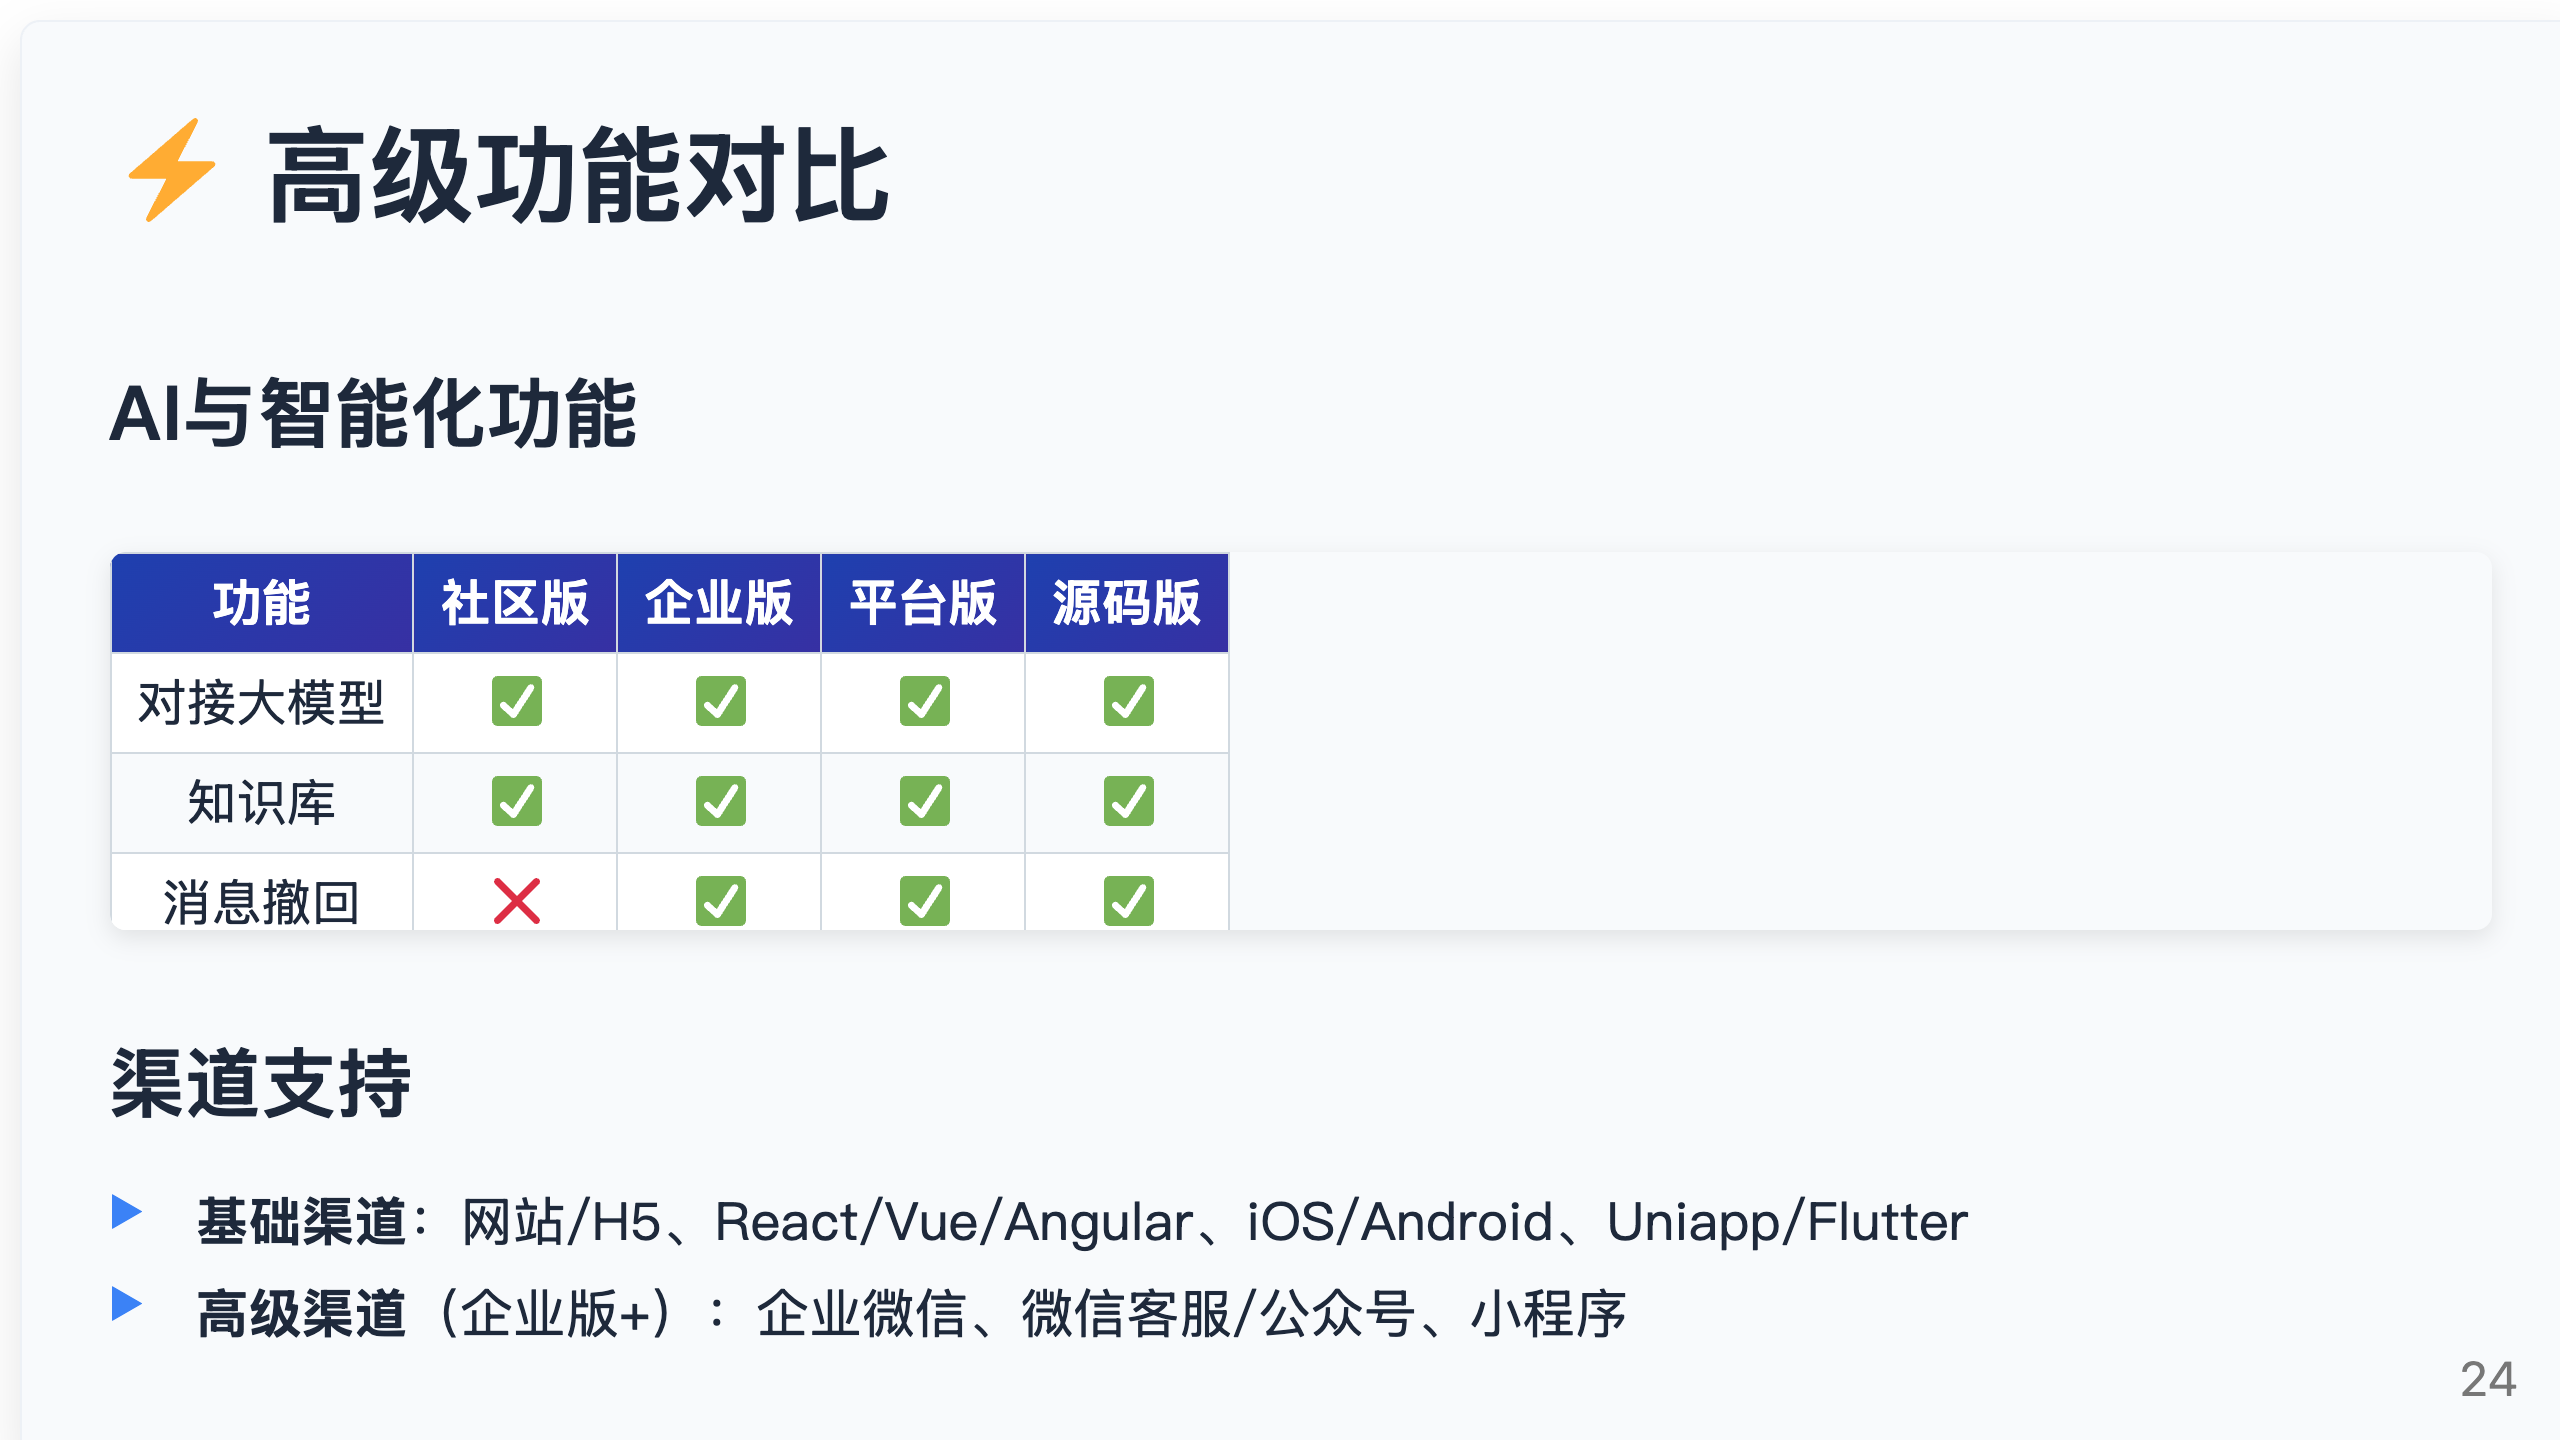 ⚡ 高级功能对比
AI与智能化功能
功能 社区版 企业版 平台版 源码版
对接大模型 ✅ ✅ ✅ ✅
知识库 ✅ ✅ ✅ ✅
消息撤回 ❌ ✅ ✅ ✅
渠道支持
基础渠道：网站/H5、React/Vue/Angular、iOS/Android、Uniapp/Flutter
高级渠道（企业版+）：企业微信、微信客服/公众号、小程序
24